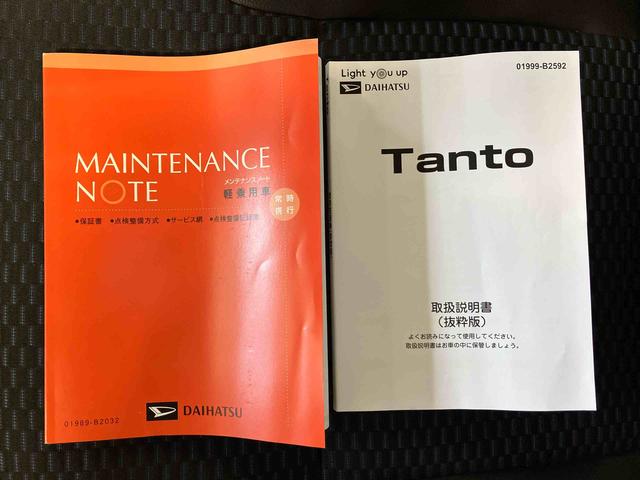 MAINTENANCE
NOTE
メンテナンスノート
軽乗用車
常時
携行
●保証書 ●点検整備方式 ●サービス網 ●点検整備記録簿
01989-B2032
DAIHATSU
Light you up
DAIHATSU
01999-B2592
Tanto
取扱説明書
（抜粋版）
よくお読みになって使用してください。
取扱説明書はお車の中に保管しましょう。